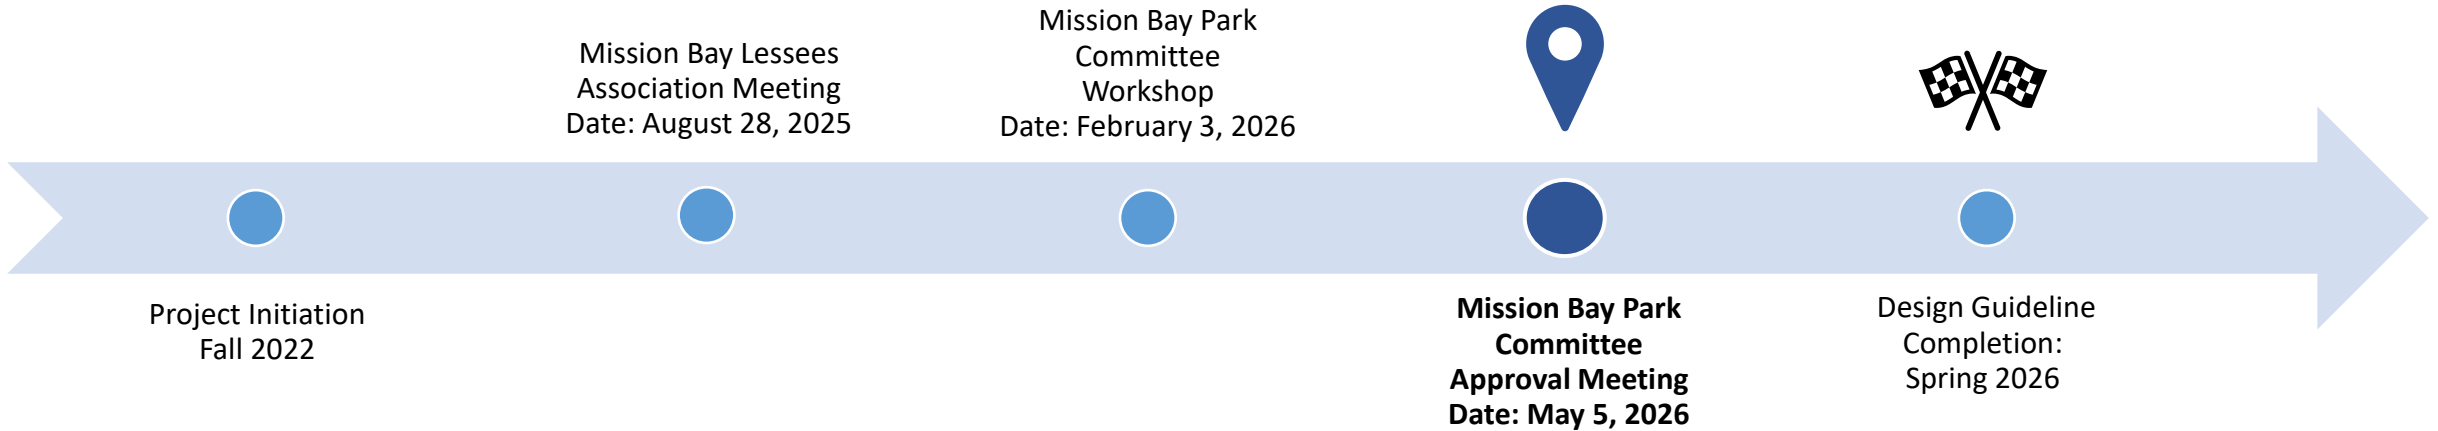 Project Initiation
Fall 2022
Mission Bay Lessees
Association Meeting
Date: August 28, 2025
Mission Bay Park
Committee
Workshop
Date: February 3, 2026
Mission Bay Park
Committee
Approval Meeting
Date: May 5, 2026
Design Guideline
Completion:
Spring 2026